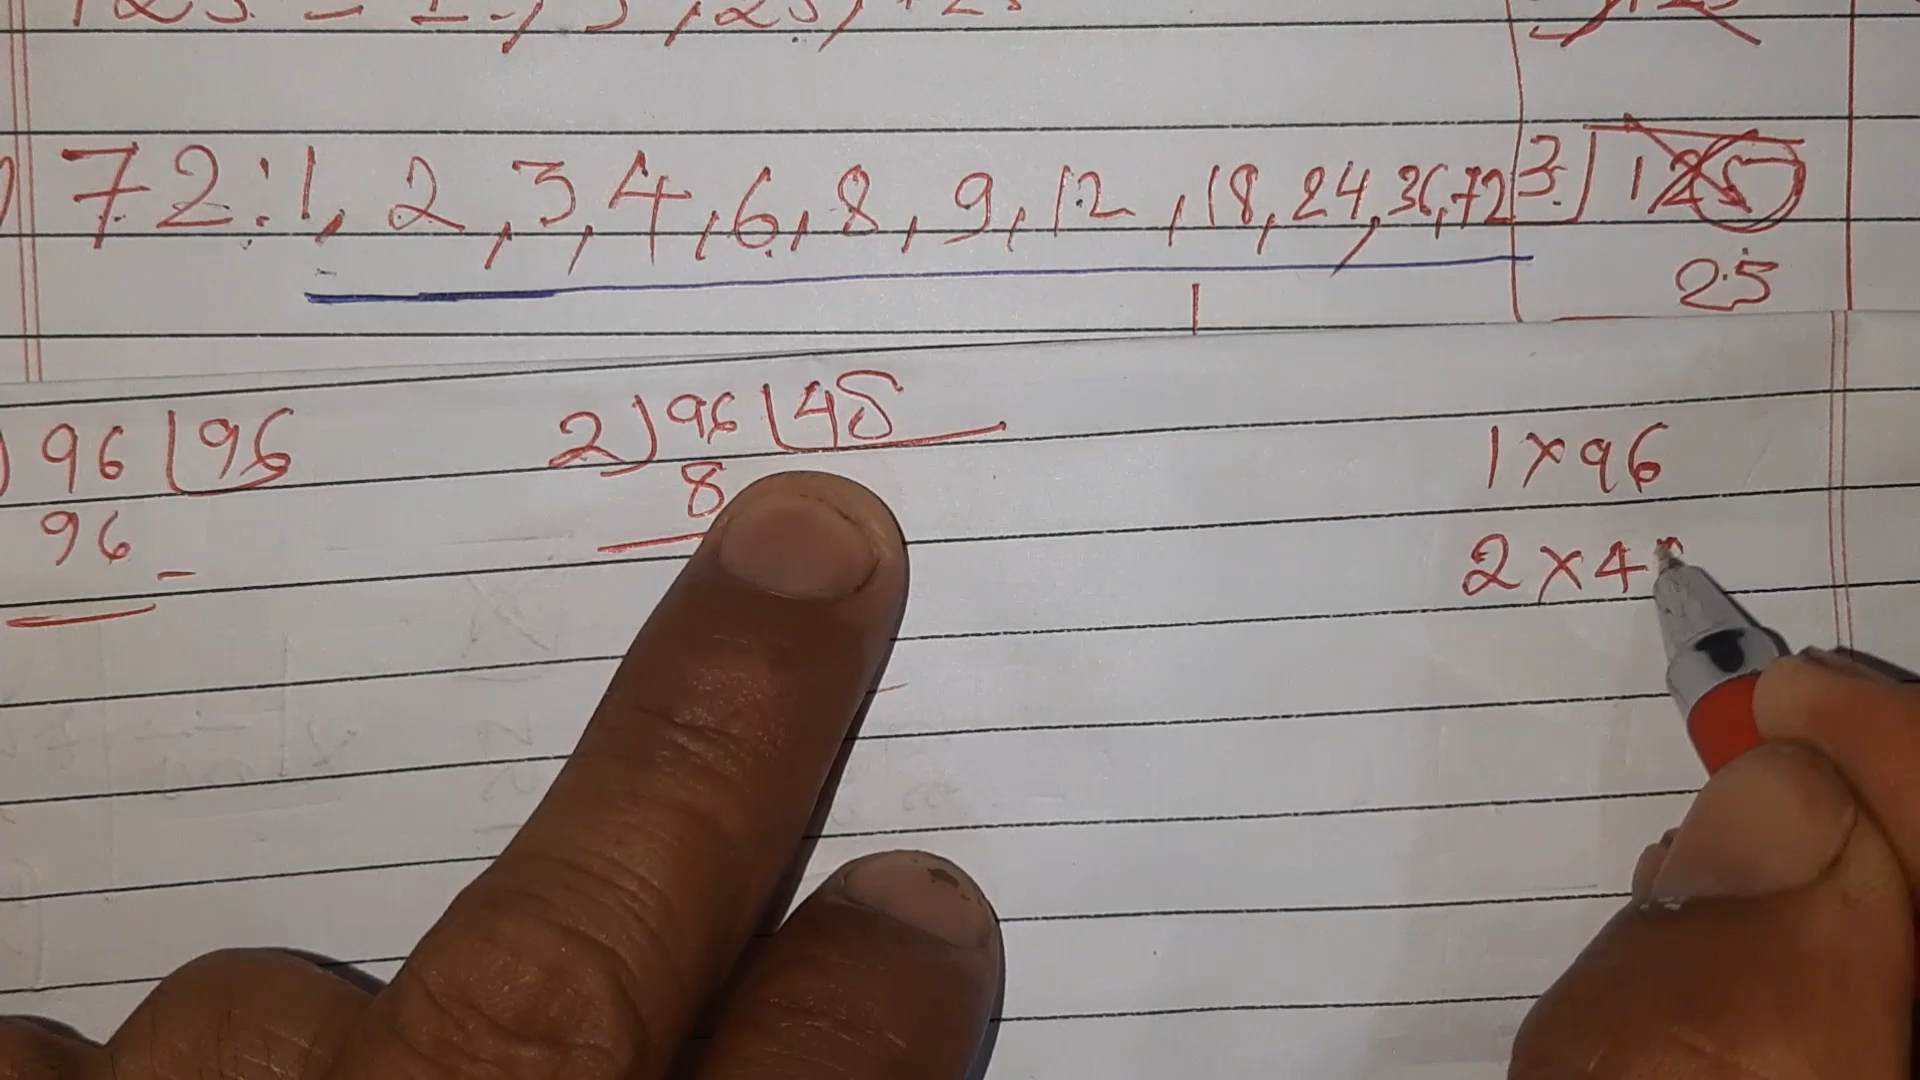 72:1, 2, 3, 4, 6, 8, 9, 12, 18, 24, 36, 72
3) 125
25
) 96 | 96
96
2) 96 | 48
8
1 × 96
2 × 4